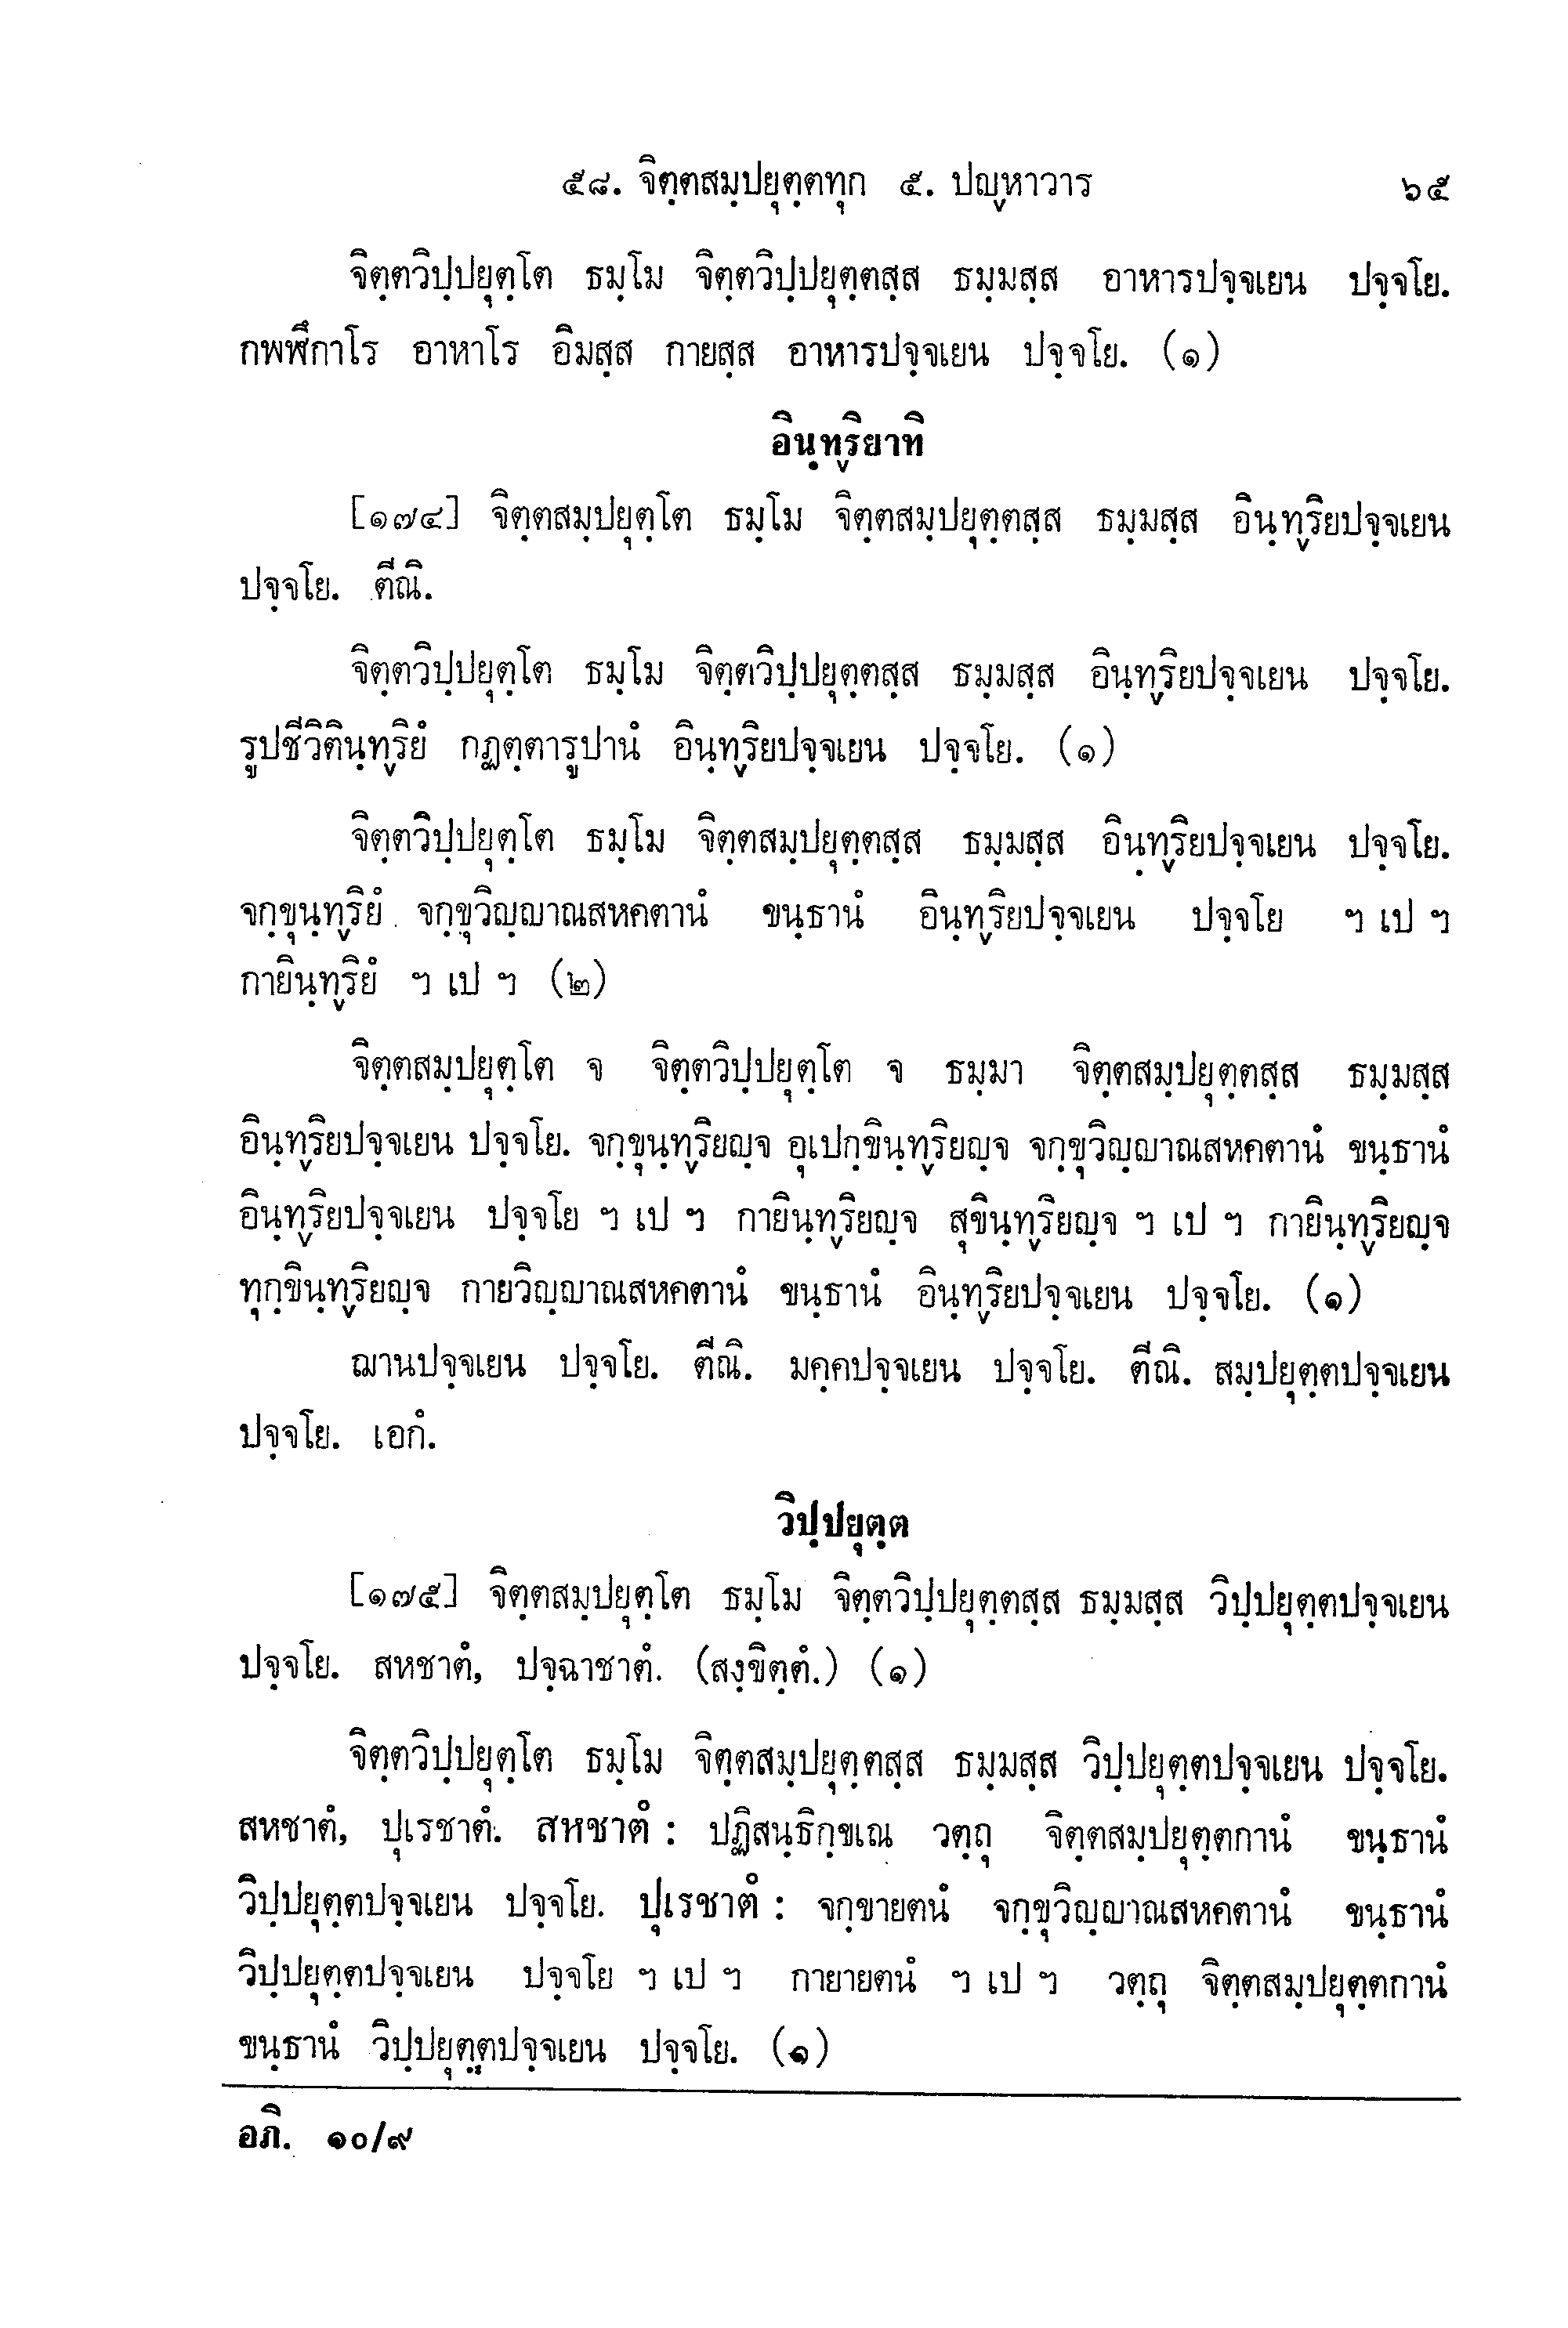 ๕๘. จิตฺตสมฺปยุตฺตทุก ๕. ปญฺหาวาร ๖๕
จิตฺตวิปฺปยุตฺโต ธมฺโม จิตฺตวิปฺปยุตฺตสฺส ธมฺมสฺส อาหารปจฺจเยน ปจฺจโย.
กพฬีกาโร อาหาโร อิมสฺส กายสฺส อาหารปจฺจเยน ปจฺจโย. (๑)
อินฺทฺริยาทิ
[๑๗๔] จิตฺตสมฺปยุตฺโต ธมฺโม จิตฺตสมฺปยุตฺตสฺส ธมฺมสฺส อินฺทฺริยปจฺจเยน
ปจฺจโย. ตีณิ.
จิตฺตวิปฺปยุตฺโต ธมฺโม จิตฺตวิปฺปยุตฺตสฺส ธมฺมสฺส อินฺทฺริยปจฺจเยน ปจฺจโย.
รูปชีวิตินฺทฺริยํ กฏตฺตารูปานํ อินฺทฺริยปจฺจเยน ปจฺจโย. (๑)
จิตฺตวิปฺปยุตฺโต ธมฺโม จิตฺตสมฺปยุตฺตสฺส ธมฺมสฺส อินฺทฺริยปจฺจเยน ปจฺจโย.
จกฺขุนฺทฺริยํ จกฺขุวิญฺญาณสหคตานํ ขนฺธานํ อินฺทฺริยปจฺจเยน ปจฺจโย ฯ เป ฯ
กายินฺทฺริยํ ฯ เป ฯ (๒)
จิตฺตสมฺปยุตฺโต จ จิตฺตวิปฺปยุตฺโต จ ธมฺมา จิตฺตสมฺปยุตฺตสฺส ธมฺมสฺส
อินฺทฺริยปจฺจเยน ปจฺจโย. จกฺขุนฺทฺริยญฺจ อุเปกฺขินฺทฺริยญฺจ จกฺขุวิญฺญาณสหคตานํ ขนฺธานํ
อินฺทฺริยปจฺจเยน ปจฺจโย ฯ เป ฯ กายินฺทฺริยญฺจ สุขินฺทฺริยญฺจ ฯ เป ฯ กายินฺทฺริยญฺจ
ทุกฺขินฺทฺริยญฺจ กายวิญฺญาณสหคตานํ ขนฺธานํ อินฺทฺริยปจฺจเยน ปจฺจโย. (๑)
ฌานปจฺจเยน ปจฺจโย. ตีณิ. มคฺคปจฺจเยน ปจฺจโย. ตีณิ. สมฺปยุตฺตปจฺจเยน
ปจฺจโย. เอกํ.
วิปฺปยุตฺต
[๑๗๕] จิตฺตสมฺปยุตฺโต ธมฺโม จิตฺตวิปฺปยุตฺตสฺส ธมฺมสฺส วิปฺปยุตฺตปจฺจเยน
ปจฺจโย. สหชาตํ, ปจฺฉาชาตํ. (สงฺขิตฺตํ.) (๑)
จิตฺตวิปฺปยุตฺโต ธมฺโม จิตฺตสมฺปยุตฺตสฺส ธมฺมสฺส วิปฺปยุตฺตปจฺจเยน ปจฺจโย.
สหชาตํ, ปุเรชาตํ. สหชาตํ : ปฏิสนฺธิกฺขเณ วตฺถุ จิตฺตสมฺปยุตฺตกานํ ขนฺธานํ
วิปฺปยุตฺตปจฺจเยน ปจฺจโย. ปุเรชาตํ : จกฺขายตนํ จกฺขุวิญฺญาณสหคตานํ ขนฺธานํ
วิปฺปยุตฺตปจฺจเยน ปจฺจโย ฯ เป ฯ กายายตนํ ฯ เป ฯ วตฺถุ จิตฺตสมฺปยุตฺตกานํ
ขนฺธานํ วิปฺปยุตฺตปจฺจเยน ปจฺจโย. (๑)
อภิ. ๑๐/๙